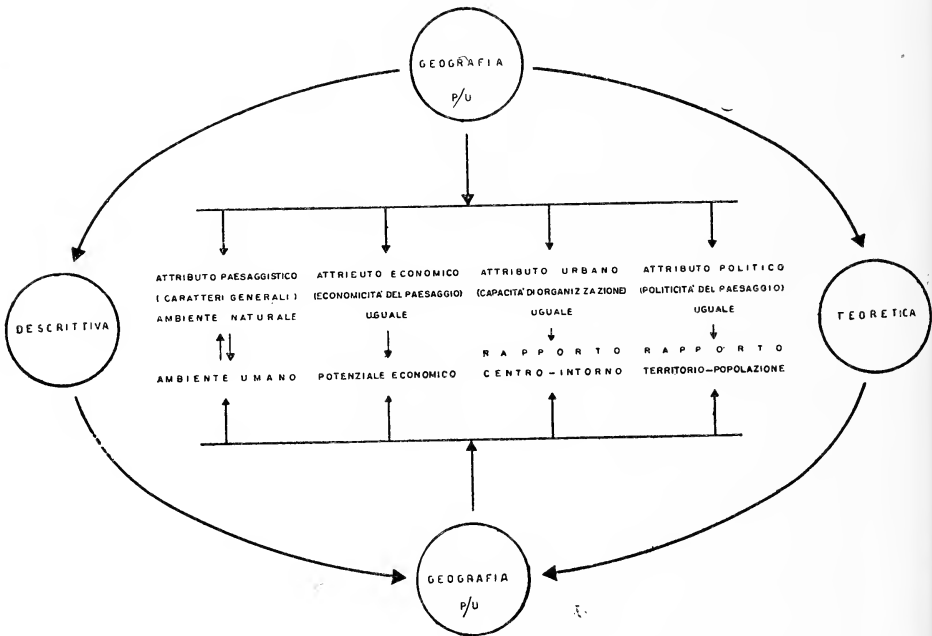 GEOGRAFIA
P/U
DESCRITTIVA
ATTRIBUTO PAESAGGISTICO
(CARATTERI GENERALI)
AMBIENTE NATURALE
AMBIENTE UMANO
ATTRIEUTO ECONOMICO
(ECONOMICITÀ DEL PAESAGGIO)
UGUALE
POTENZIALE ECONOMICO
ATTRIBUTO URBANO
(CAPACITÀ DI ORGANIZZAZIONE)
UGUALE
RAPPORTO
CENTRO-INTORNO
ATTRIBUTO POLITICO
(POLITICITÀ DEL PAESAGGIO)
UGUALE
RAPPORTO
TERRITORIO-POPOLAZIONE
TEORETICA
GEOGRAFIA
P/U